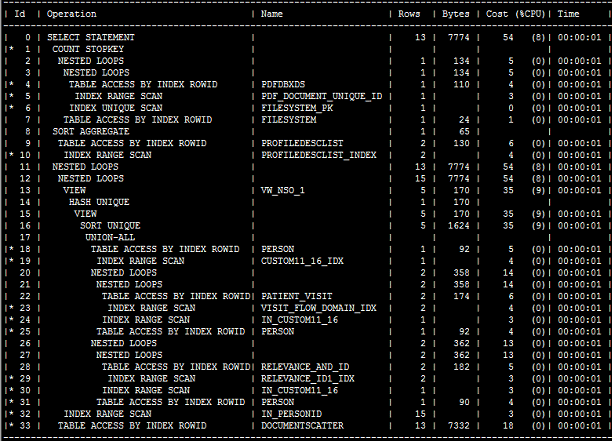 | Id | Operation | Name | Rows | Bytes | Cost (%CPU)| Time |
| 0 | SELECT STATEMENT | | 13 | 7774 | 54 (8)| 00:00:01 |
|* 1 | COUNT STOPKEY | | | | | |
| 2 | NESTED LOOPS | | 1 | 134 | 5 (0)| 00:00:01 |
| 3 | NESTED LOOPS | | 1 | 134 | 5 (0)| 00:00:01 |
|* 4 | TABLE ACCESS BY INDEX ROWID | PDFDBXDS | 1 | 110 | 4 (0)| 00:00:01 |
|* 5 | INDEX RANGE SCAN | PDF_DOCUMENT_UNIQUE_ID | 1 | | 3 (0)| 00:00:01 |
|* 6 | INDEX UNIQUE SCAN | FILESYSTEM_PK | 1 | | 0 (0)| 00:00:01 |
| 7 | TABLE ACCESS BY INDEX ROWID | FILESYSTEM | 1 | 24 | 1 (0)| 00:00:01 |
| 8 | SORT AGGREGATE | | 1 | 65 | | |
| 9 | TABLE ACCESS BY INDEX ROWID | PROFILEDESCLIST | 2 | 130 | 6 (0)| 00:00:01 |
|* 10 | INDEX RANGE SCAN | PROFILEDESCLIST_INDEX | 2 | | 4 (0)| 00:00:01 |
| 11 | NESTED LOOPS | | 13 | 7774 | 54 (8)| 00:00:01 |
| 12 | NESTED LOOPS | | 15 | 7774 | 54 (8)| 00:00:01 |
| 13 | VIEW | VW_NSO_1 | 5 | 170 | 35 (9)| 00:00:01 |
| 14 | HASH UNIQUE | | 1 | 170 | | |
| 15 | VIEW | | 5 | 170 | 35 (9)| 00:00:01 |
| 16 | SORT UNIQUE | | 5 | 1624 | 35 (9)| 00:00:01 |
| 17 | UNION-ALL | | | | | |
|* 18 | TABLE ACCESS BY INDEX ROWID | PERSON | 1 | 92 | 5 (0)| 00:00:01 |
|* 19 | INDEX RANGE SCAN | CUSTOM11_16_IDX | 1 | | 4 (0)| 00:00:01 |
| 20 | NESTED LOOPS | | 2 | 358 | 14 (0)| 00:00:01 |
| 21 | NESTED LOOPS | | 2 | 358 | 14 (0)| 00:00:01 |
| 22 | TABLE ACCESS BY INDEX ROWID| PATIENT_VISIT | 2 | 174 | 6 (0)| 00:00:01 |
|* 23 | INDEX RANGE SCAN | VISIT_FLOW_DOMAIN_IDX | 2 | | 4 (0)| 00:00:01 |
|* 24 | INDEX RANGE SCAN | IN_CUSTOM11_16 | 1 | | 3 (0)| 00:00:01 |
|* 25 | TABLE ACCESS BY INDEX ROWID | PERSON | 1 | 92 | 4 (0)| 00:00:01 |
| 26 | NESTED LOOPS | | 2 | 362 | 13 (0)| 00:00:01 |
| 27 | NESTED LOOPS | | 2 | 362 | 13 (0)| 00:00:01 |
| 28 | TABLE ACCESS BY INDEX ROWID| RELEVANCE_AND_ID | 2 | 182 | 5 (0)| 00:00:01 |
|* 29 | INDEX RANGE SCAN | RELEVANCE_ID1_IDX | 2 | | 3 (0)| 00:00:01 |
|* 30 | INDEX RANGE SCAN | IN_CUSTOM11_16 | 1 | | 3 (0)| 00:00:01 |
|* 31 | TABLE ACCESS BY INDEX ROWID | PERSON | 1 | 90 | 4 (0)| 00:00:01 |
|* 32 | INDEX RANGE SCAN | IN_PERSONID | 15 | | 3 (0)| 00:00:01 |
|* 33 | TABLE ACCESS BY INDEX ROWID | DOCUMENTSCATTER | 13 | 7332 | 18 (0)| 00:00:01 |